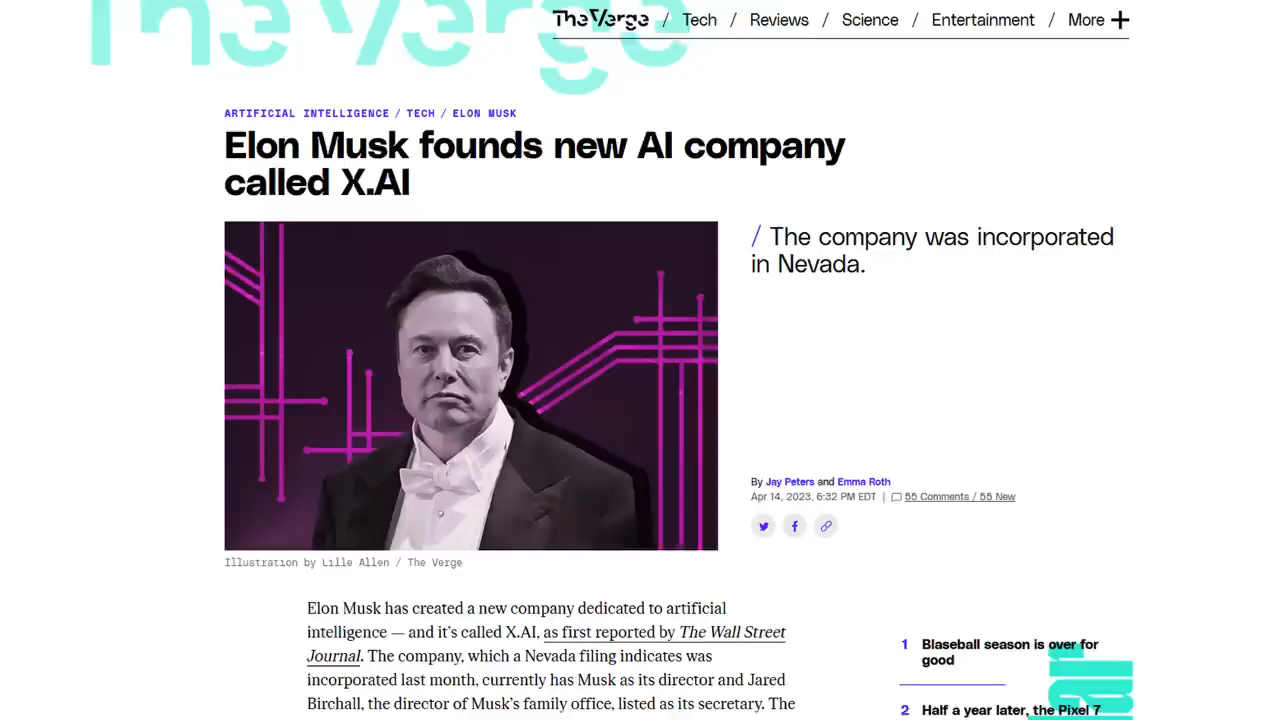 The Verge
The Verge / Tech / Reviews / Science / Entertainment / More +
ARTIFICIAL INTELLIGENCE / TECH / ELON MUSK
Elon Musk founds new AI company
called X.AI
/ The company was incorporated
in Nevada.
By Jay Peters and Emma Roth
Apr 14, 2023, 6:32 PM EDT | 55 Comments / 55 New
Illustration by Lille Allen / The Verge
Elon Musk has created a new company dedicated to artificial
intelligence — and it’s called X.AI, as first reported by The Wall Street
Journal. The company, which a Nevada filing indicates was
incorporated last month, currently has Musk as its director and Jared
Birchall, the director of Musk’s family office, listed as its secretary. The
1 Blaseball season is over for
good
2 Half a year later, the Pixel 7